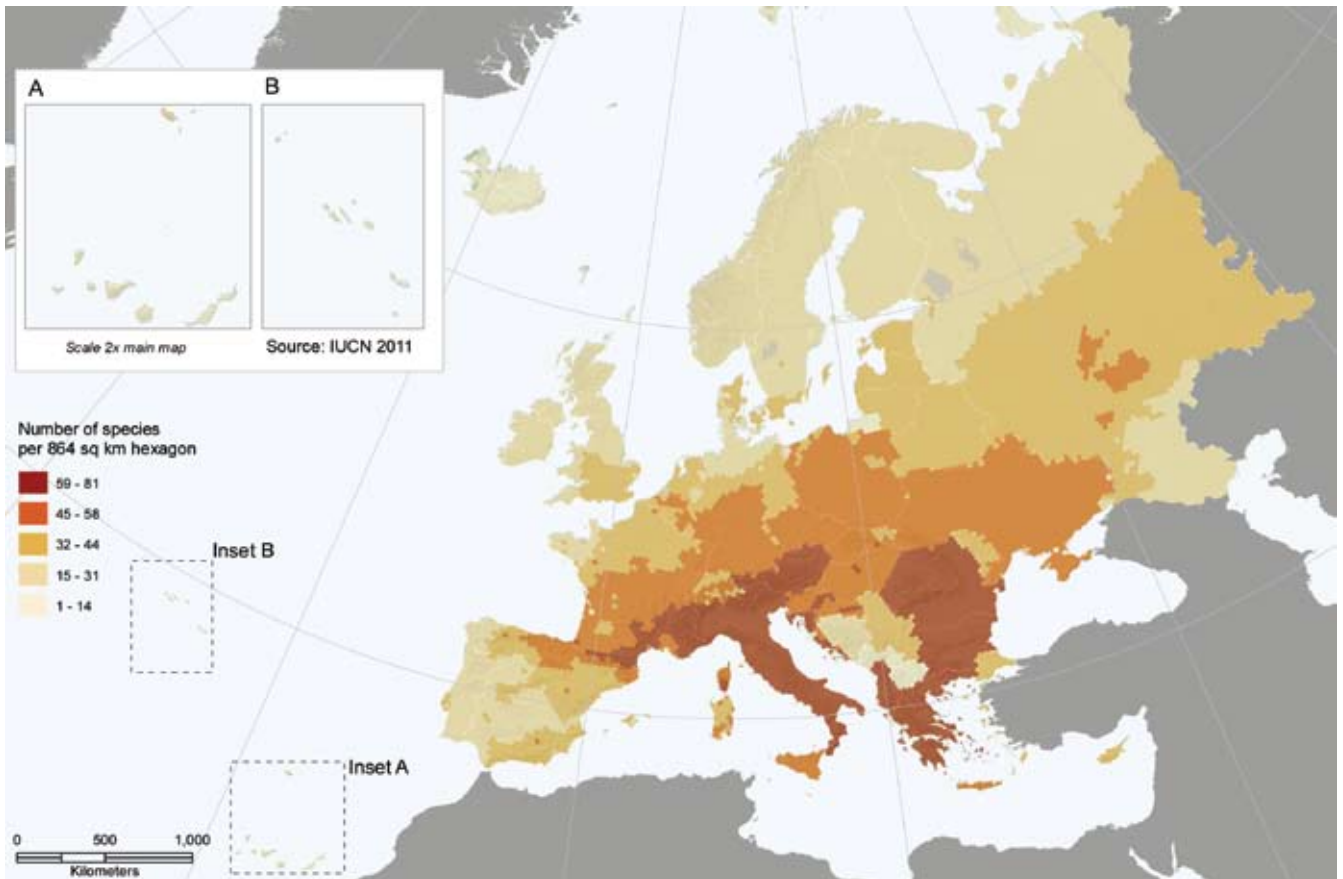 A
B
Scale 2x main map
Source: IUCN 2011
Number of species
per 864 sq km hexagon
59 - 81
45 - 58
32 - 44
15 - 31
1 - 14
Inset B
Inset A
0 500 1,000
Kilometers